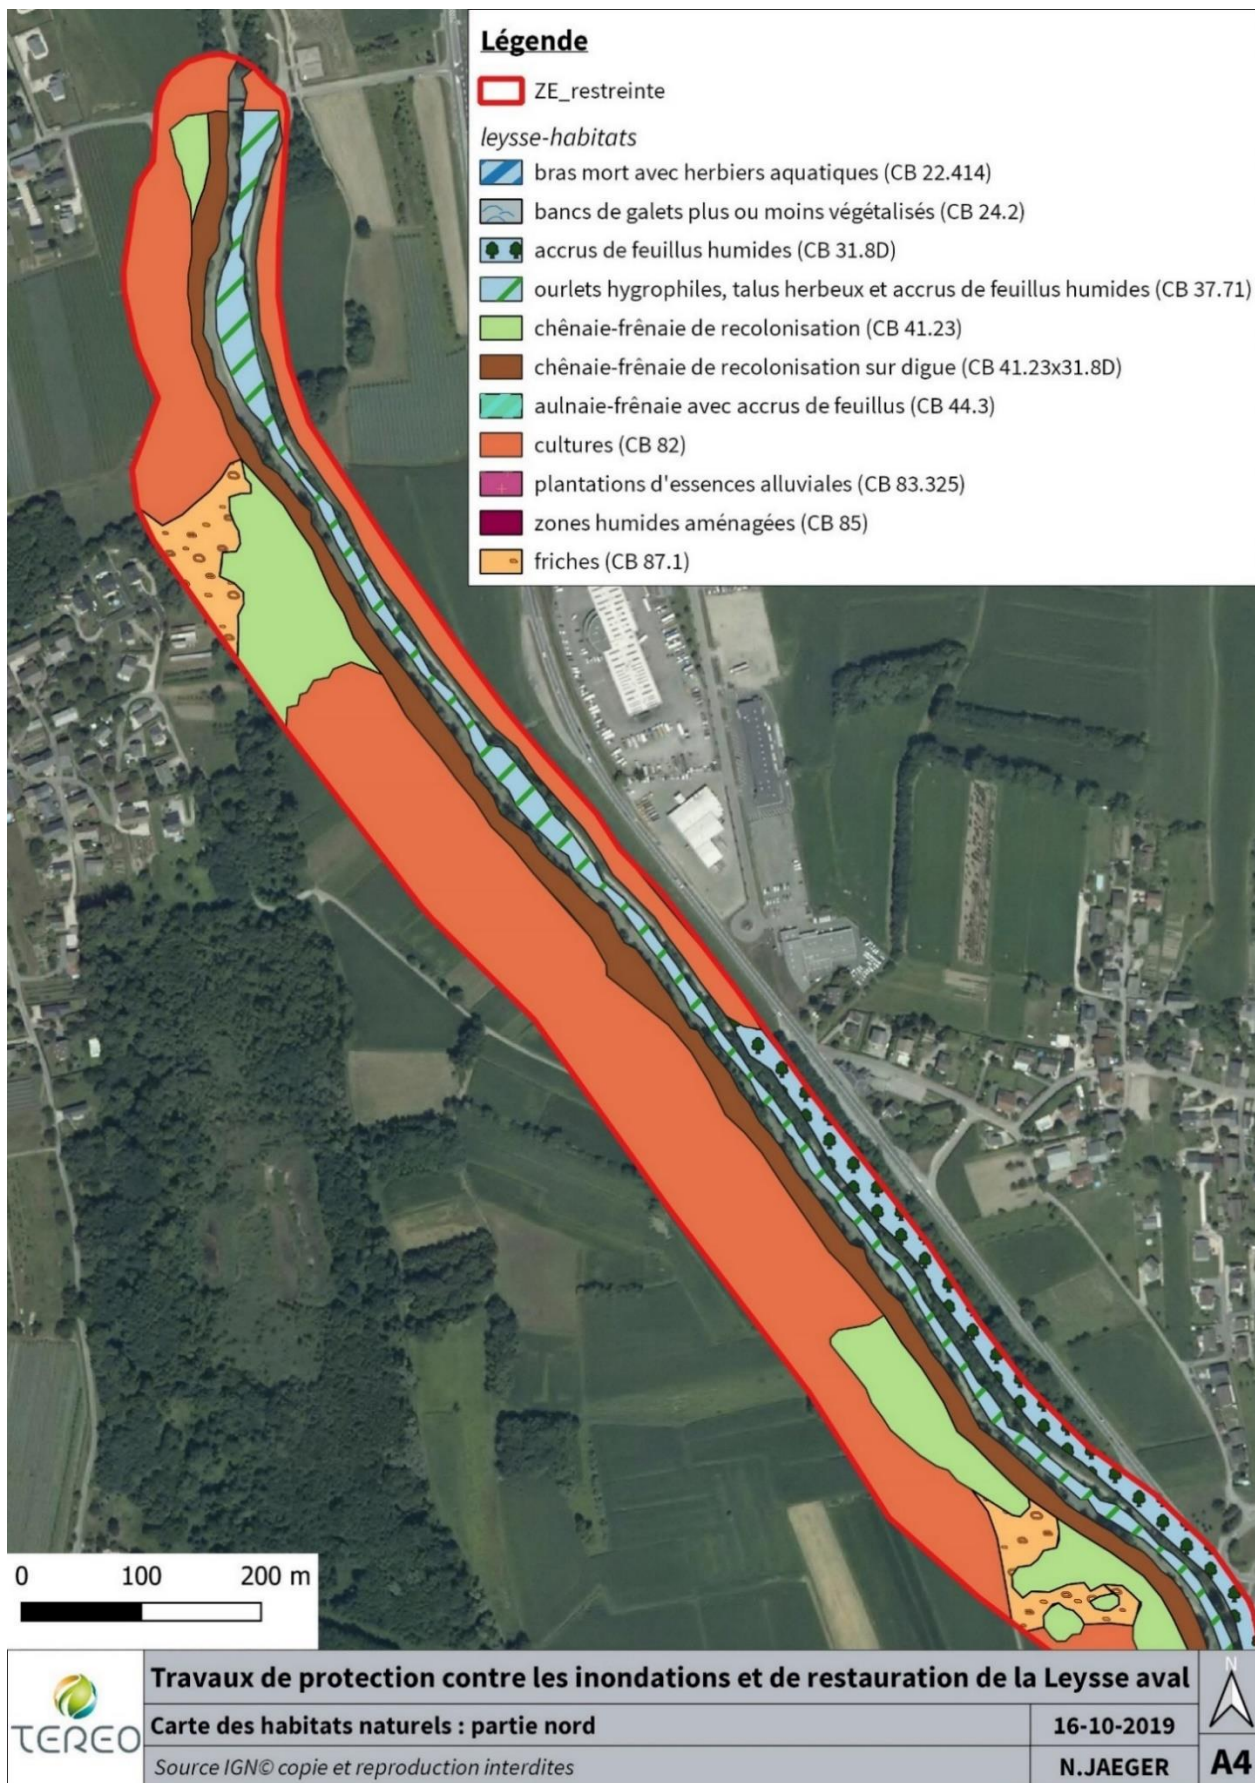 Légende
ZE_restreinte
leysse-habitats
bras mort avec herbiers aquatiques (CB 22.414)
bancs de galets plus ou moins végétalisés (CB 24.2)
accrus de feuillus humides (CB 31.8D)
ourlets hygrophiles, talus herbeux et accrus de feuillus humides (CB 37.71)
chênaie-frênaie de recolonisation (CB 41.23)
chênaie-frênaie de recolonisation sur digue (CB 41.23x31.8D)
aulnaie-frênaie avec accrus de feuillus (CB 44.3)
cultures (CB 82)
plantations d'essences alluviales (CB 83.325)
zones humides aménagées (CB 85)
friches (CB 87.1)
0 100 200 m
TEREO
Travaux de protection contre les inondations et de restauration de la Leysse aval
Carte des habitats naturels : partie nord
16-10-2019
Source IGN© copie et reproduction interdites
N.JAEGER
N
A4